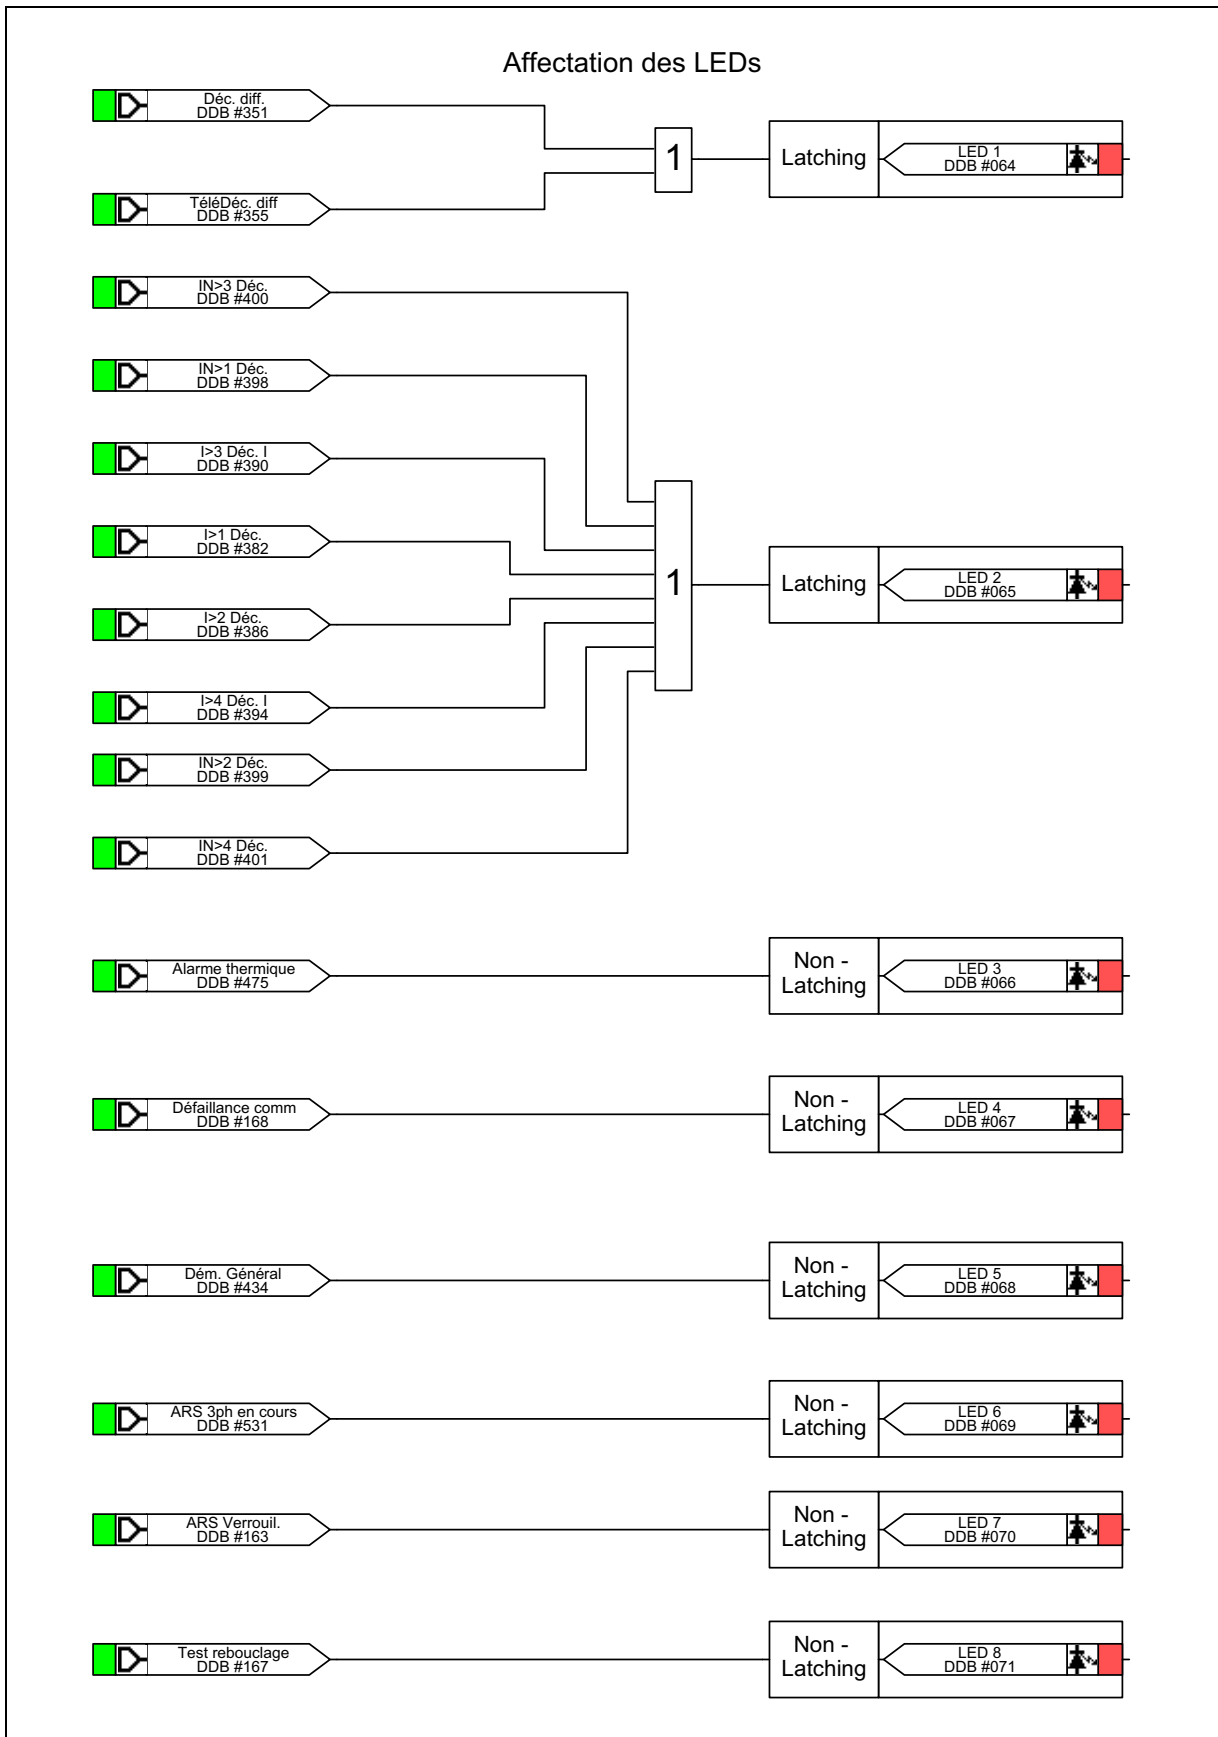 Affectation des LEDs
Déc. diff.
DDB #351
TéléDéc. diff
DDB #355
1
Latching
LED 1
DDB #064
IN>3 Déc.
DDB #400
IN>1 Déc.
DDB #398
I>3 Déc. I
DDB #390
I>1 Déc.
DDB #382
I>2 Déc.
DDB #386
I>4 Déc. I
DDB #394
IN>2 Déc.
DDB #399
IN>4 Déc.
DDB #401
1
Latching
LED 2
DDB #065
Alarme thermique
DDB #475
Non -
Latching
LED 3
DDB #066
Défaillance comm
DDB #168
Non -
Latching
LED 4
DDB #067
Dém. Général
DDB #434
Non -
Latching
LED 5
DDB #068
ARS 3ph en cours
DDB #531
Non -
Latching
LED 6
DDB #069
ARS Verrouil.
DDB #163
Non -
Latching
LED 7
DDB #070
Test rebouclage
DDB #167
Non -
Latching
LED 8
DDB #071